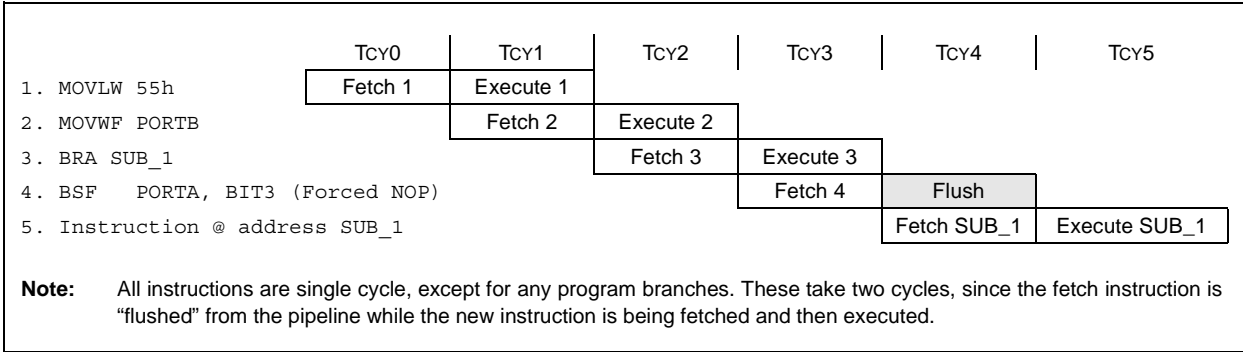 TCY0 TCY1 TCY2 TCY3 TCY4 TCY5
1. MOVLW 55h Fetch 1 Execute 1
2. MOVWF PORTB Fetch 2 Execute 2
3. BRA SUB_1 Fetch 3 Execute 3
4. BSF PORTA, BIT3 (Forced NOP) Fetch 4 Flush
5. Instruction @ address SUB_1 Fetch SUB_1 Execute SUB_1
Note: All instructions are single cycle, except for any program branches. These take two cycles, since the fetch instruction is
“flushed” from the pipeline while the new instruction is being fetched and then executed.